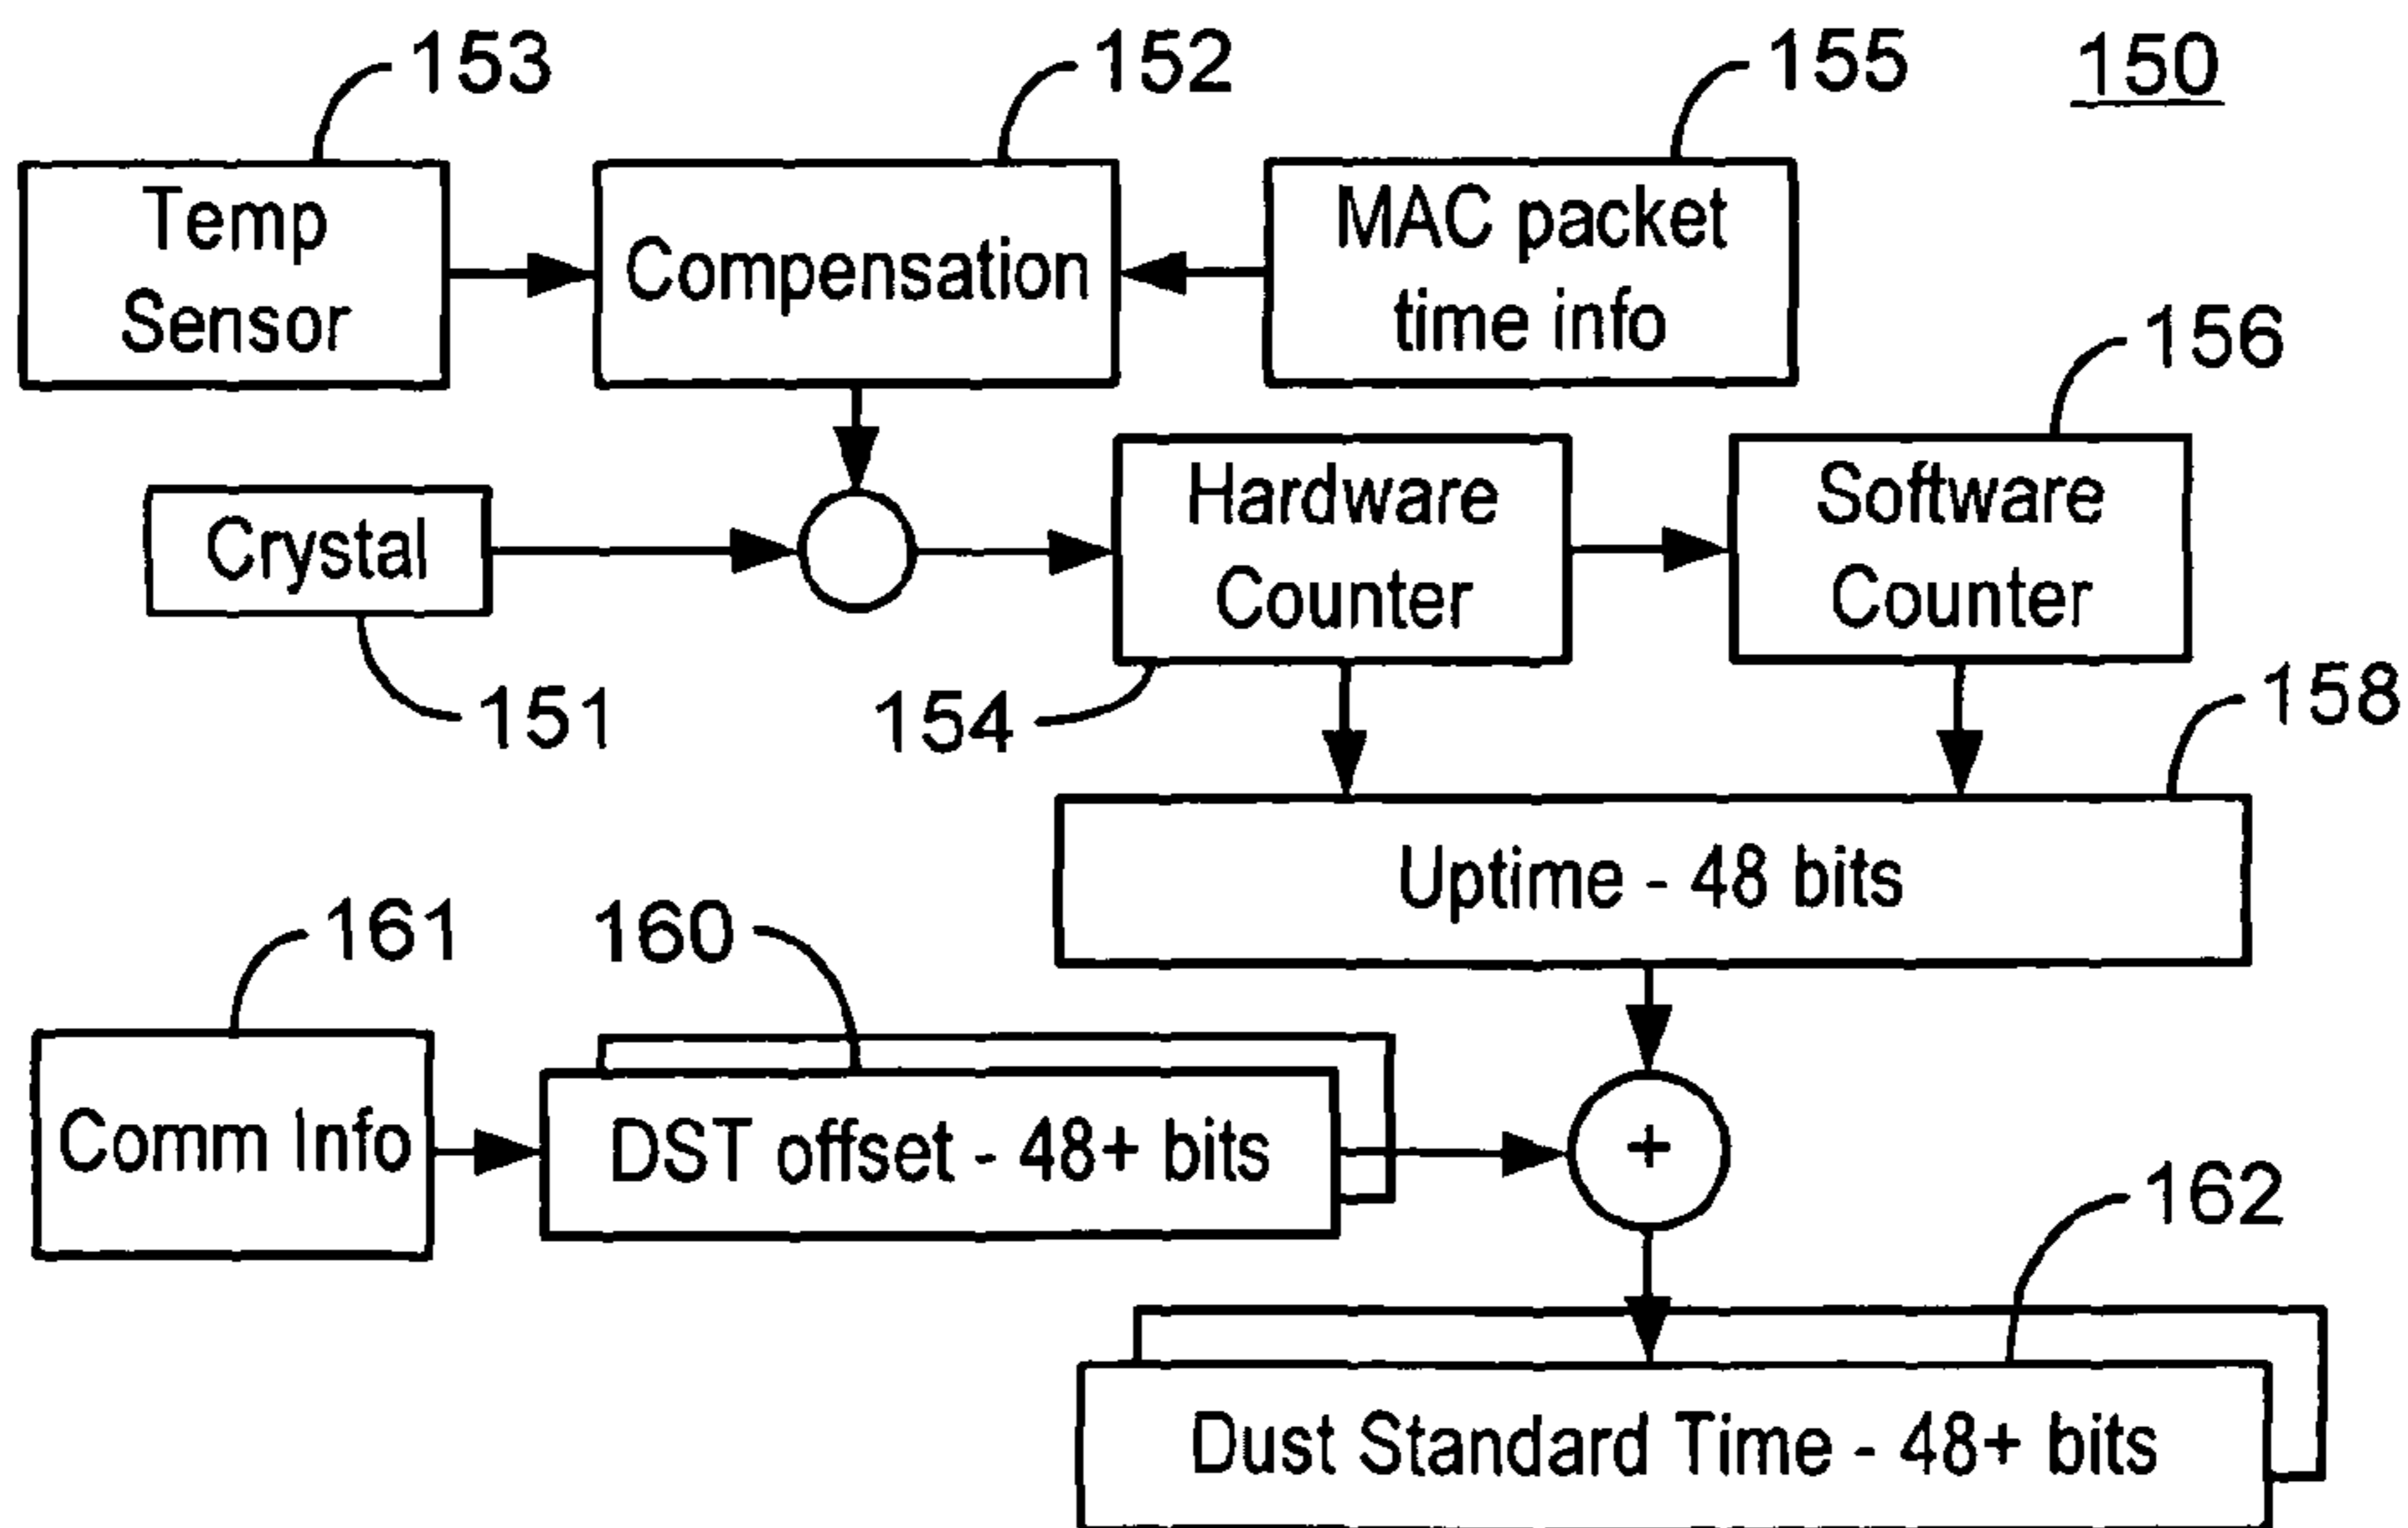 153
152
155
150
Temp
Sensor
Compensation
MAC packet
time info
156
Crystal
Hardware
Counter
Software
Counter
151
154
158
Uptime - 48 bits
161
160
Comm Info
DST offset - 48+ bits
+
162
Dust Standard Time - 48+ bits